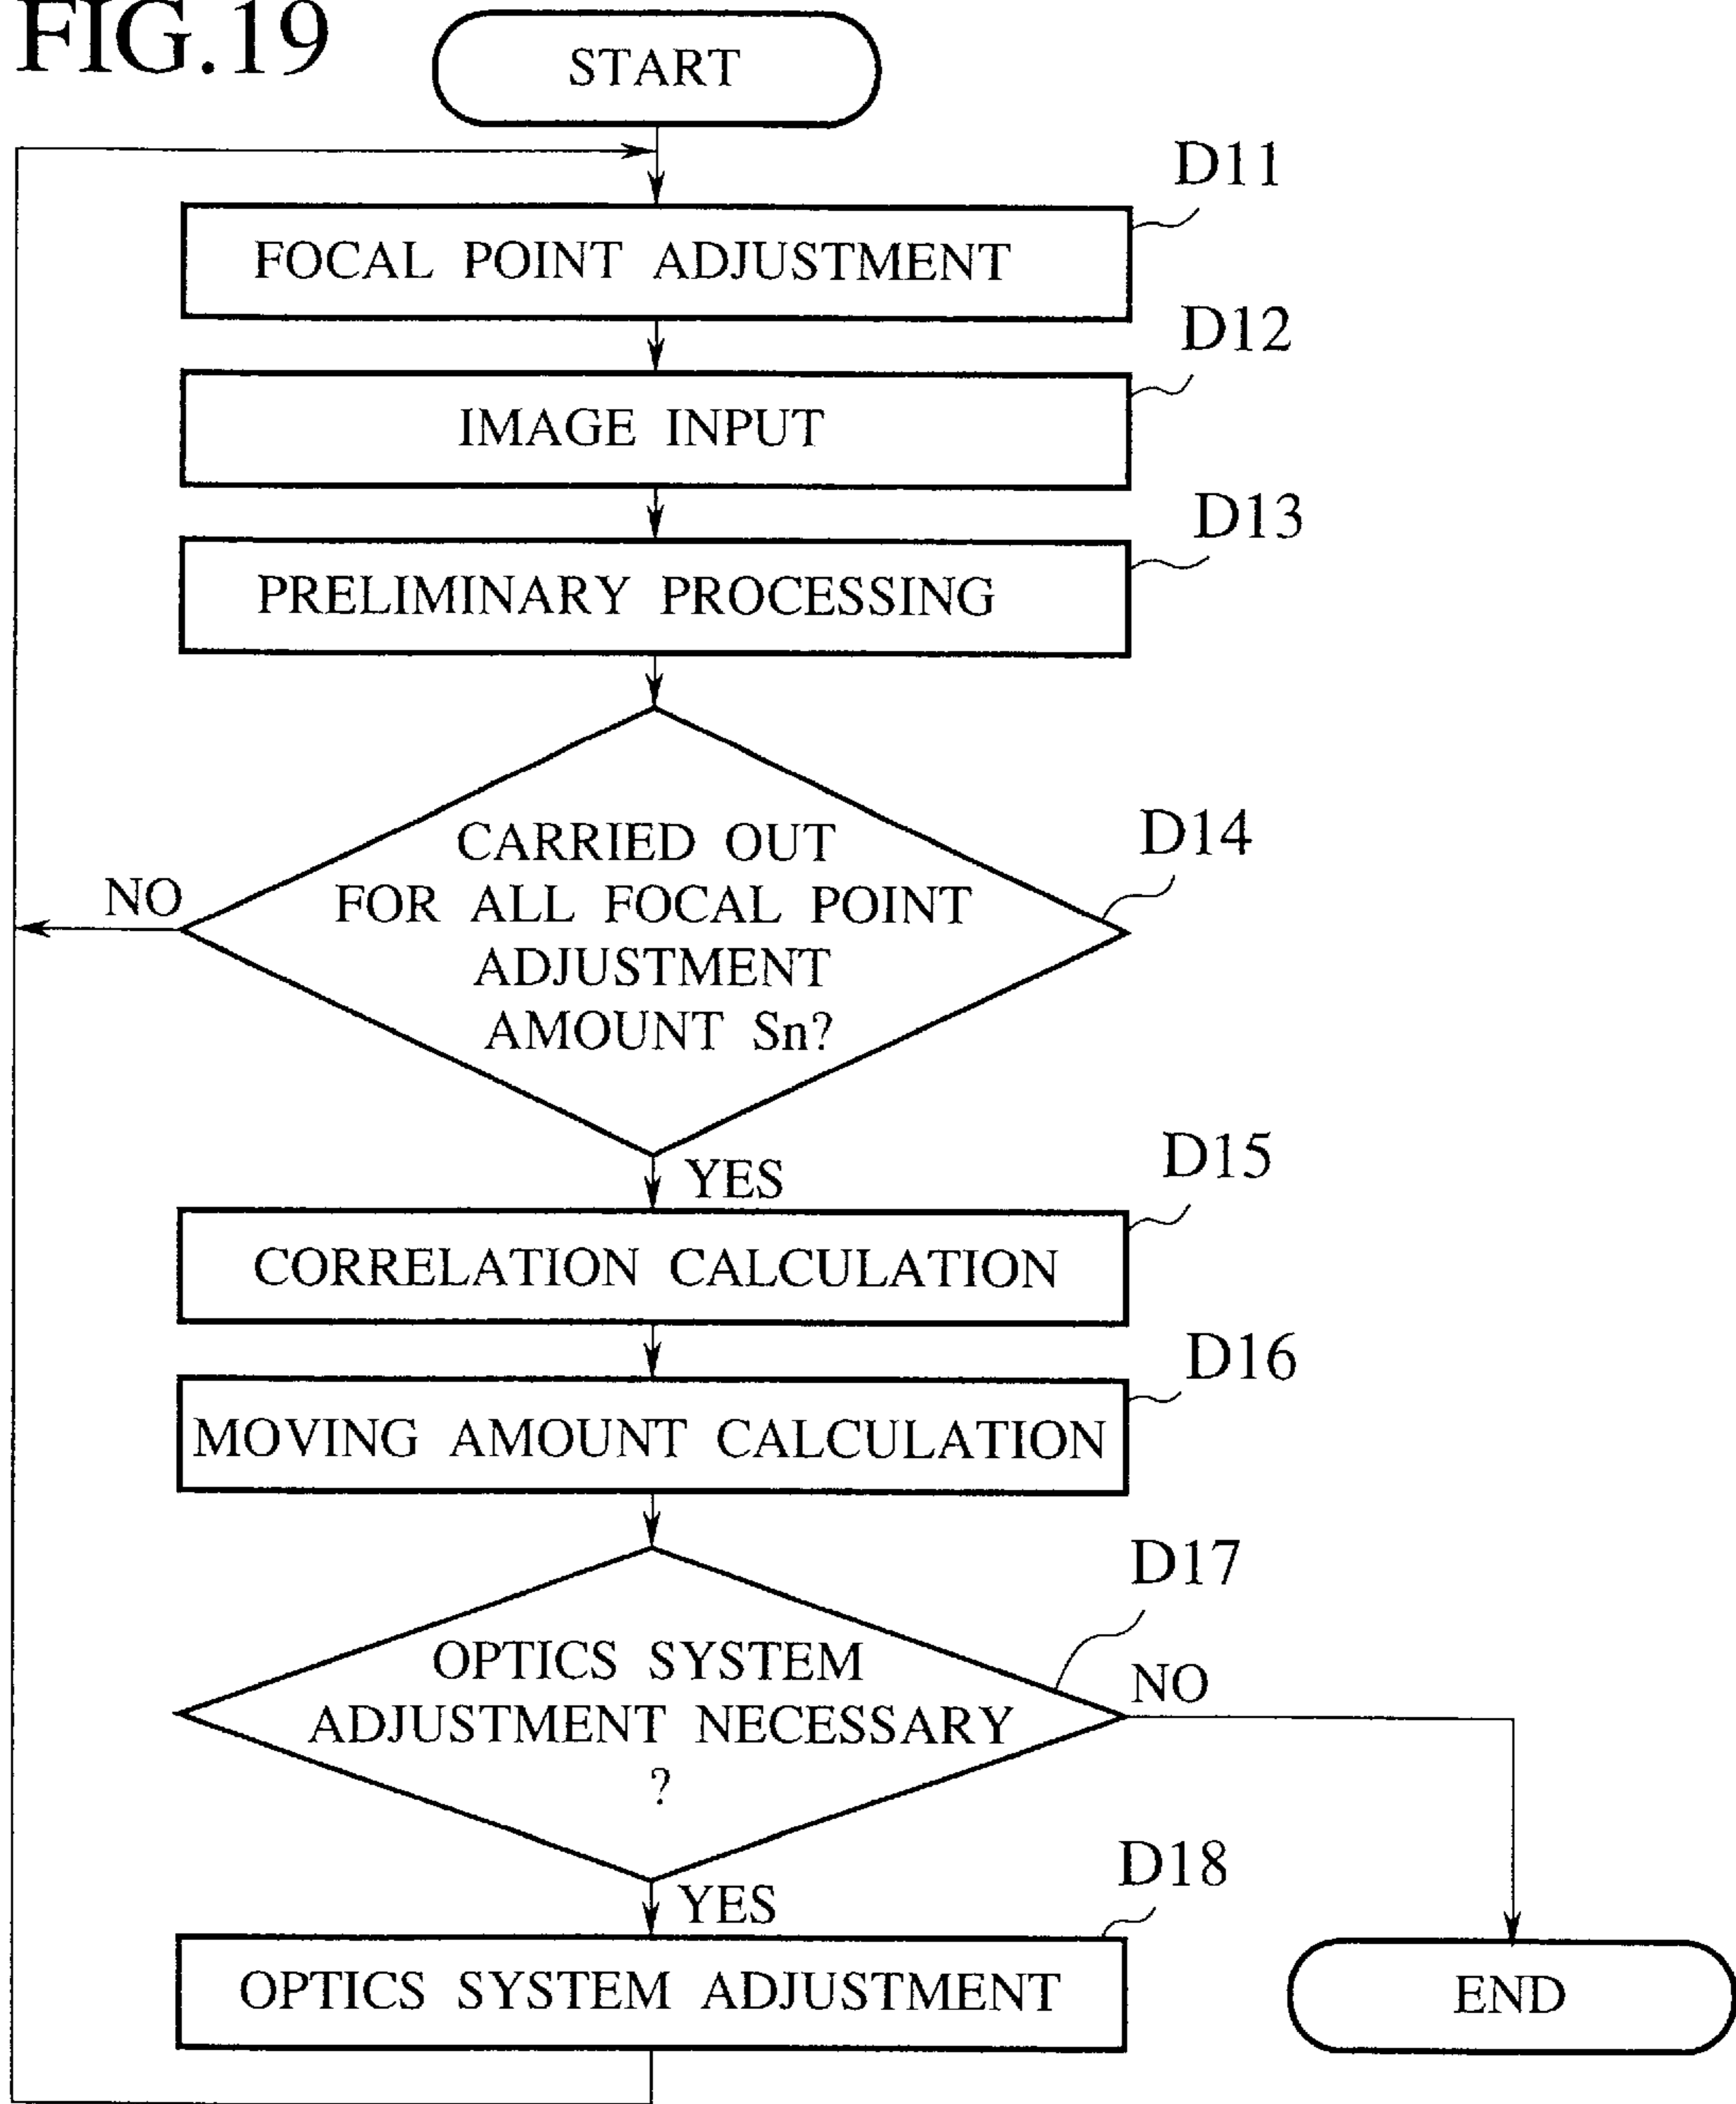 FIG.19
START
D11
FOCAL POINT ADJUSTMENT
D12
IMAGE INPUT
D13
PRELIMINARY PROCESSING
D14
CARRIED OUT
FOR ALL FOCAL POINT
ADJUSTMENT
AMOUNT Sn?
NO
YES
D15
CORRELATION CALCULATION
D16
MOVING AMOUNT CALCULATION
D17
OPTICS SYSTEM
ADJUSTMENT NECESSARY
?
NO
YES
D18
OPTICS SYSTEM ADJUSTMENT
END